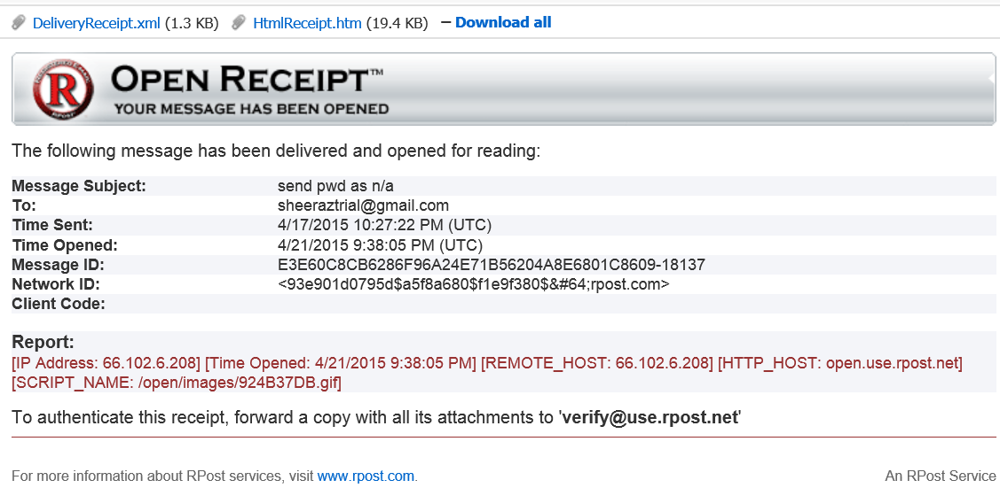 DeliveryReceipt.xml (1.3 KB) HtmlReceipt.htm (19.4 KB) – Download all
REGISTERED EMAIL
R
RPOST
OPEN RECEIPT™
YOUR MESSAGE HAS BEEN OPENED
The following message has been delivered and opened for reading:
Message Subject: send pwd as n/a
To: sheeraztrial@gmail.com
Time Sent: 4/17/2015 10:27:22 PM (UTC)
Time Opened: 4/21/2015 9:38:05 PM (UTC)
Message ID: E3E60C8CB6286F96A24E71B56204A8E6801C8609-18137
Network ID: <93e901d0795d$a5f8a680$f1e9f380$&#64;rpost.com>
Client Code:
Report:
[IP Address: 66.102.6.208] [Time Opened: 4/21/2015 9:38:05 PM] [REMOTE_HOST: 66.102.6.208] [HTTP_HOST: open.use.rpost.net]
[SCRIPT_NAME: /open/images/924B37DB.gif]
To authenticate this receipt, forward a copy with all its attachments to 'verify@use.rpost.net'
For more information about RPost services, visit www.rpost.com. An RPost Service